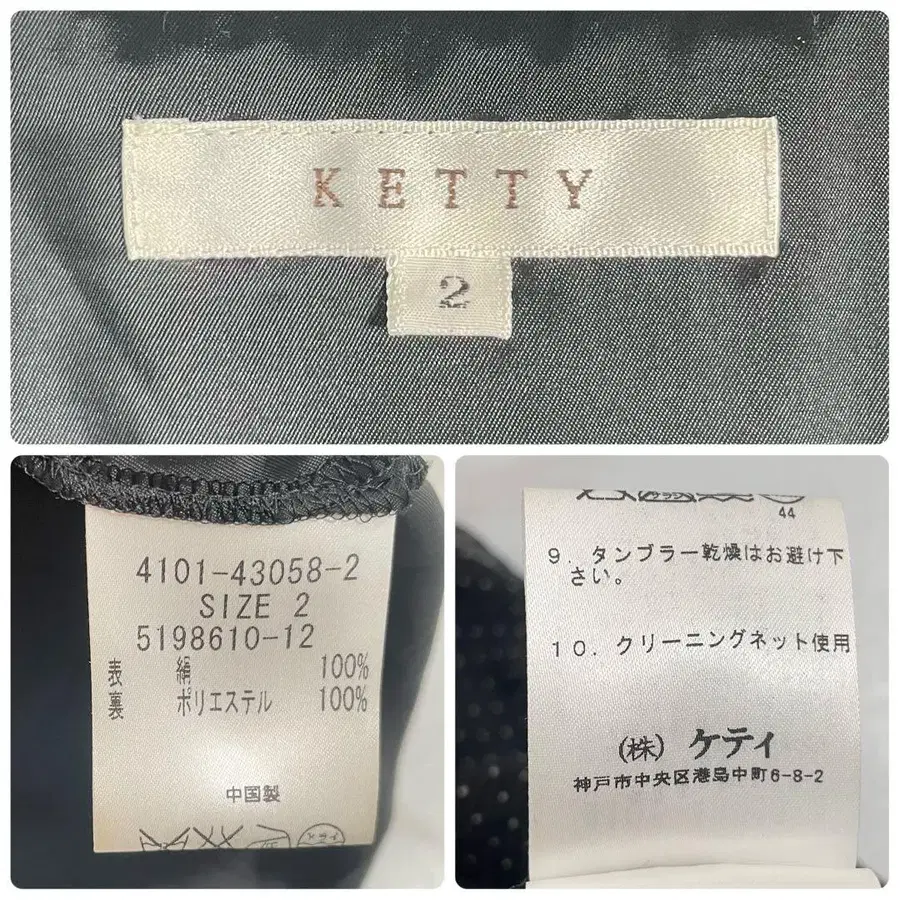 KETTY
2
4101-43058-2
SIZE 2
5198610-12
表 絹 100%
裏 ポリエステル 100%
中国製
44
9. タンブラー乾燥はお避け下
さい。
10. クリーニングネット使用
(株) ケティ
神戸市中央区港島中町6-8-2